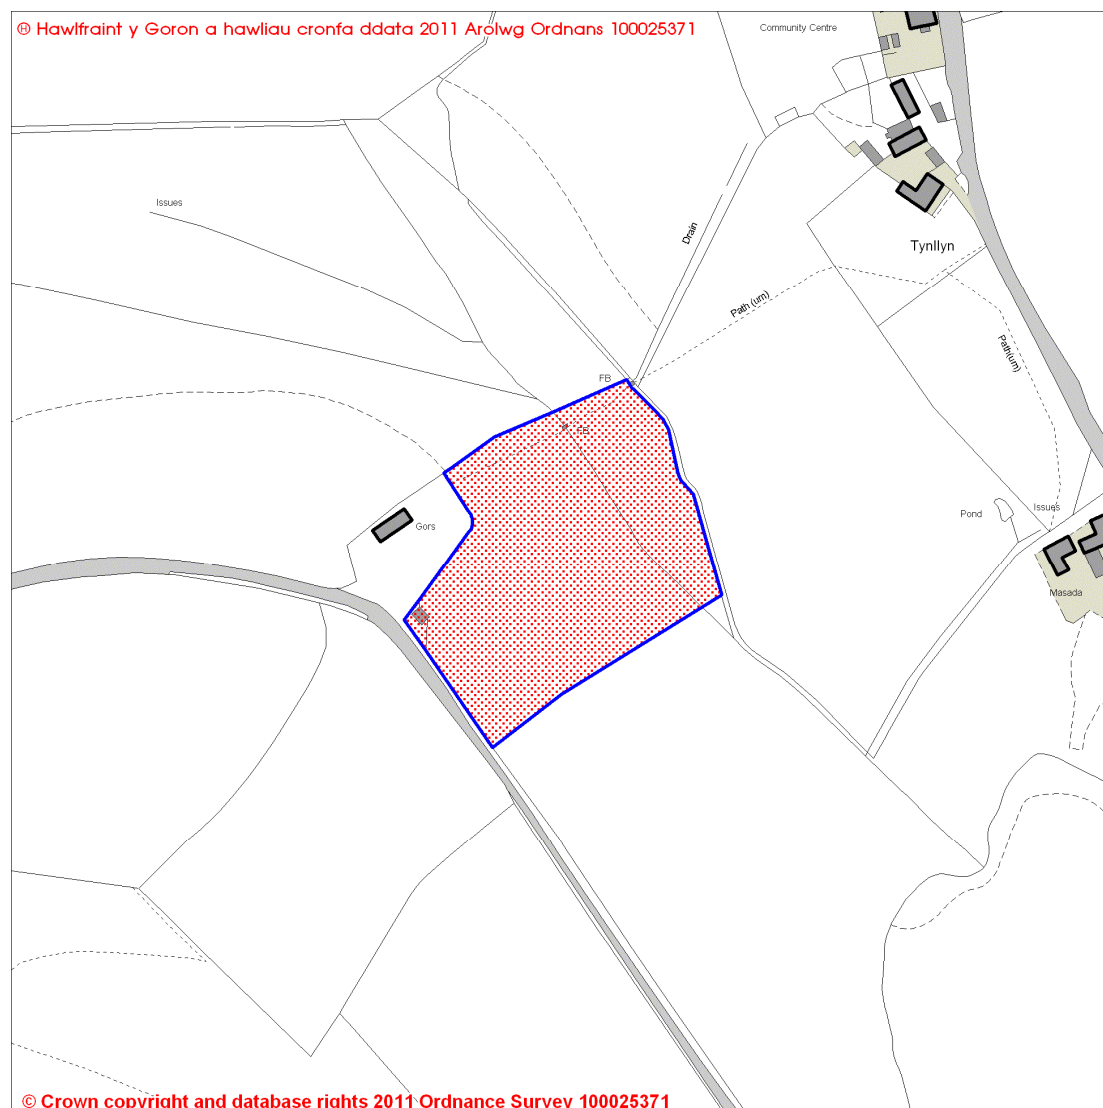 Ⓗ Hawlfraint y Goron a hawliau cronfa ddata 2011 Arolwg Ordnans 100025371
Community Centre
Issues
Drain
Tynllyn
Path (um)
Path(um)
FB
FB
Pond
Issues
Gors
Masada
© Crown copyright and database rights 2011 Ordnance Survey 100025371